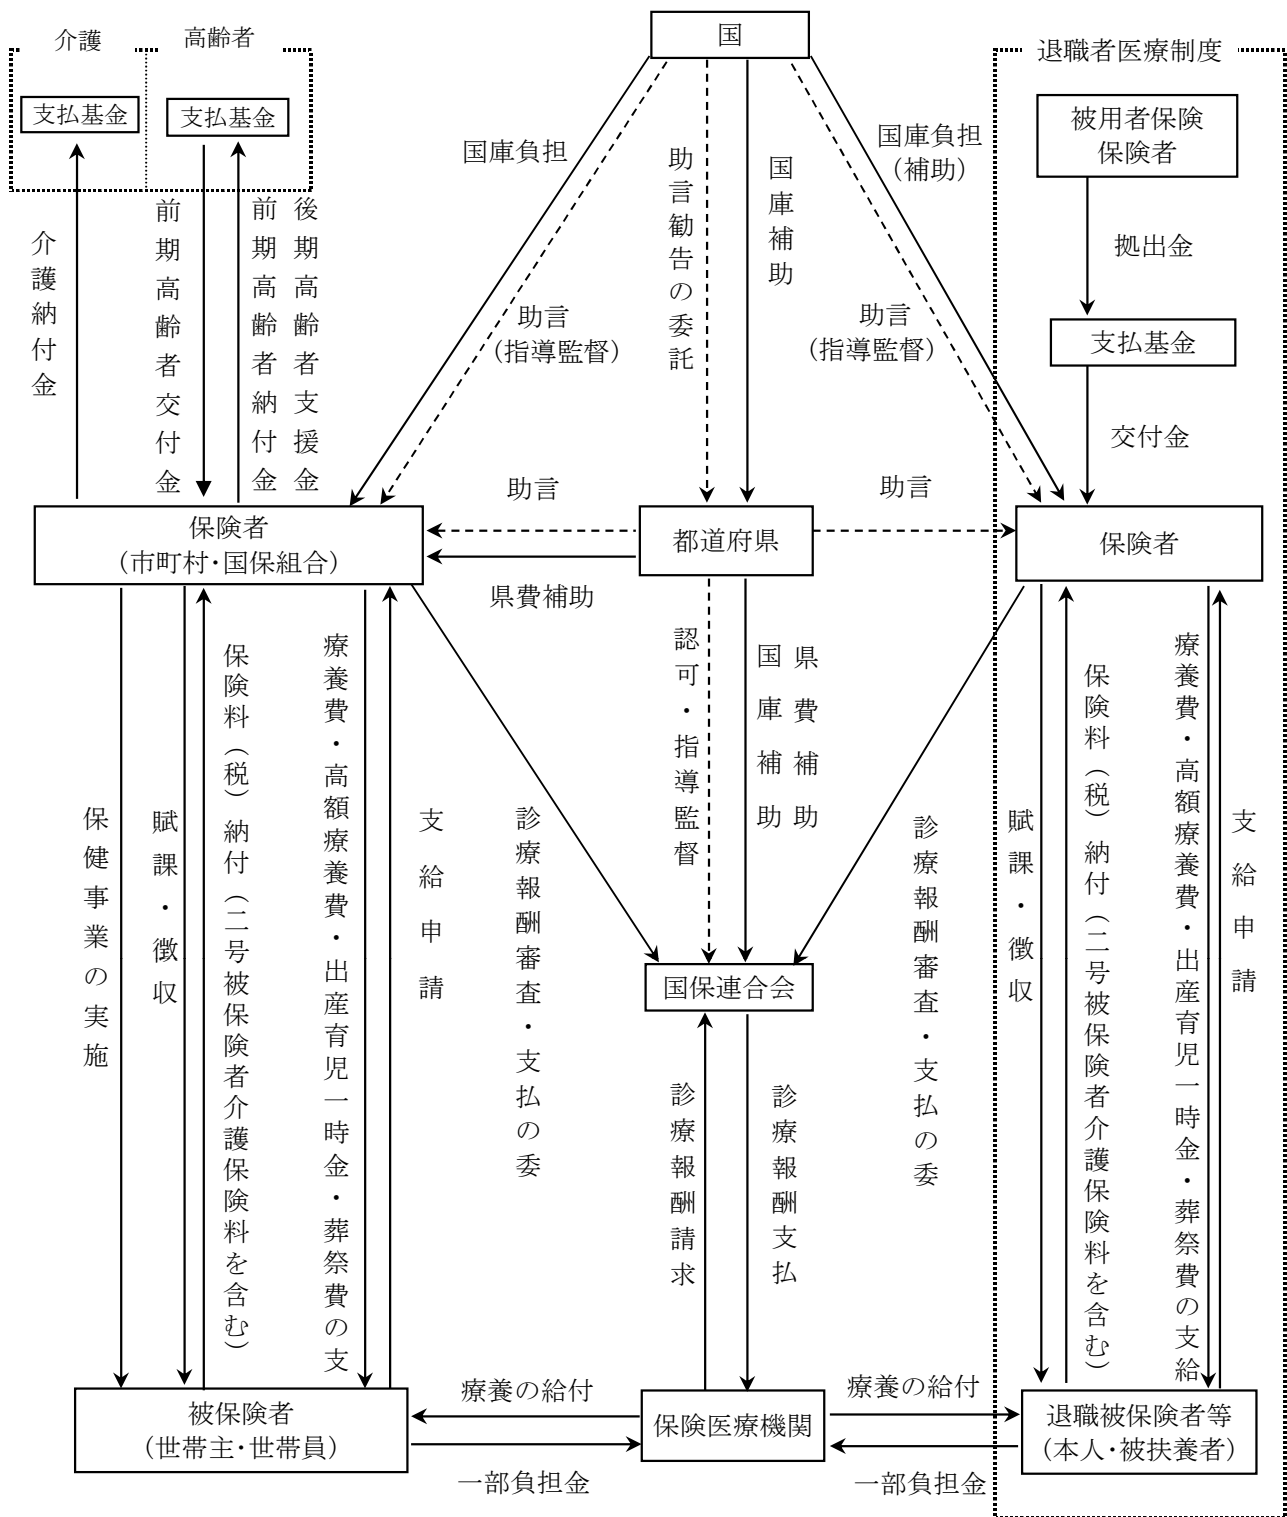 国
介護
高齢者
退職者医療制度
支払基金
支払基金
被用者保険
保険者
国庫負担
助言勧告の委託
国庫補助
国庫負担
（補助）
介護納付金
前期高齢者交付金
前期高齢者納付金
後期高齢者支援金
拠出金
助言
（指導監督）
助言
（指導監督）
支払基金
交付金
助言
助言
保険者
（市町村・国保組合）
都道府県
保険者
県費補助
認可・指導監督
国庫補助
県費補助
保健事業の実施
賦課・徴収
保険料（税）納付（二号被保険者介護保険料を含む）
療養費・高額療養費・出産育児一時金・葬祭費の支
支給申請
診療報酬審査・支払の委
診療報酬審査・支払の委
賦課・徴収
保険料（税）納付（二号被保険者介護保険料を含む）
療養費・高額療養費・出産育児一時金・葬祭費の支給
支給申請
国保連合会
診療報酬請求
診療報酬支払
療養の給付
療養の給付
被保険者
（世帯主・世帯員）
保険医療機関
退職被保険者等
（本人・被扶養者）
一部負担金
一部負担金